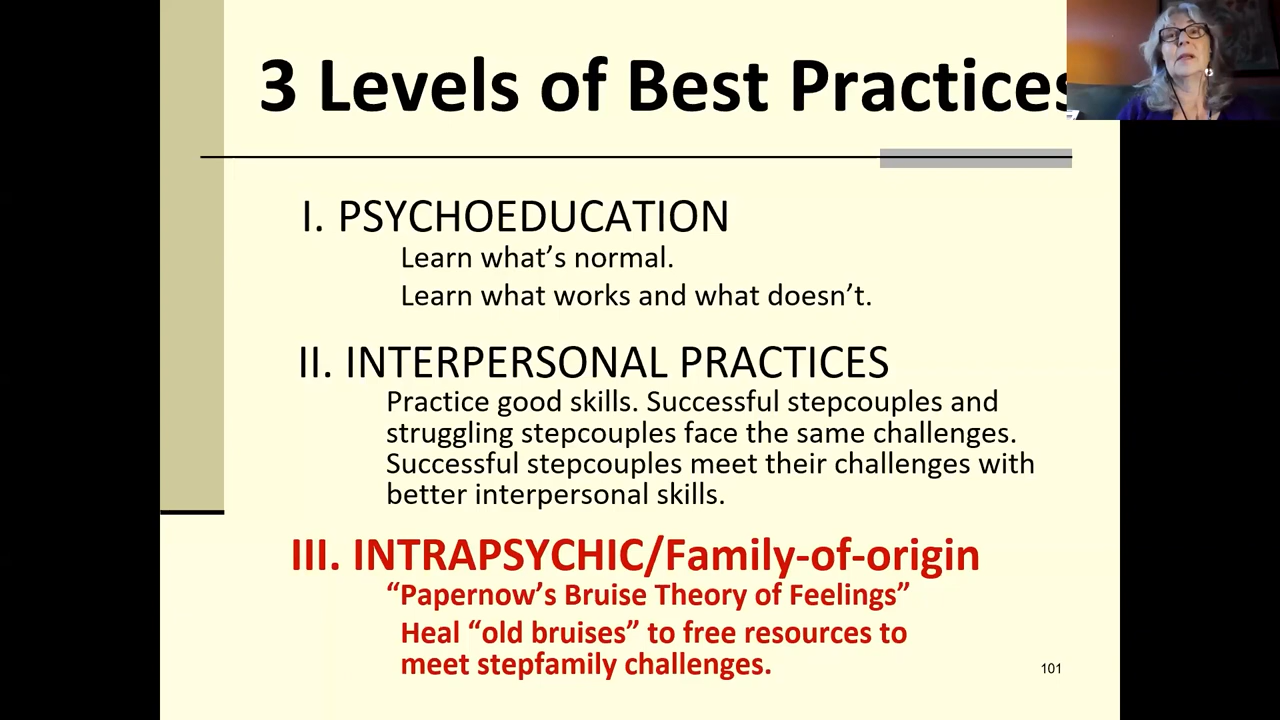 3 Levels of Best Practices
I. PSYCHOEDUCATION
Learn what’s normal.
Learn what works and what doesn’t.
II. INTERPERSONAL PRACTICES
Practice good skills. Successful stepcouples and
struggling stepcouples face the same challenges.
Successful stepcouples meet their challenges with
better interpersonal skills.
III. INTRAPSYCHIC/Family-of-origin
“Papernow’s Bruise Theory of Feelings”
Heal “old bruises” to free resources to
meet stepfamily challenges.
101